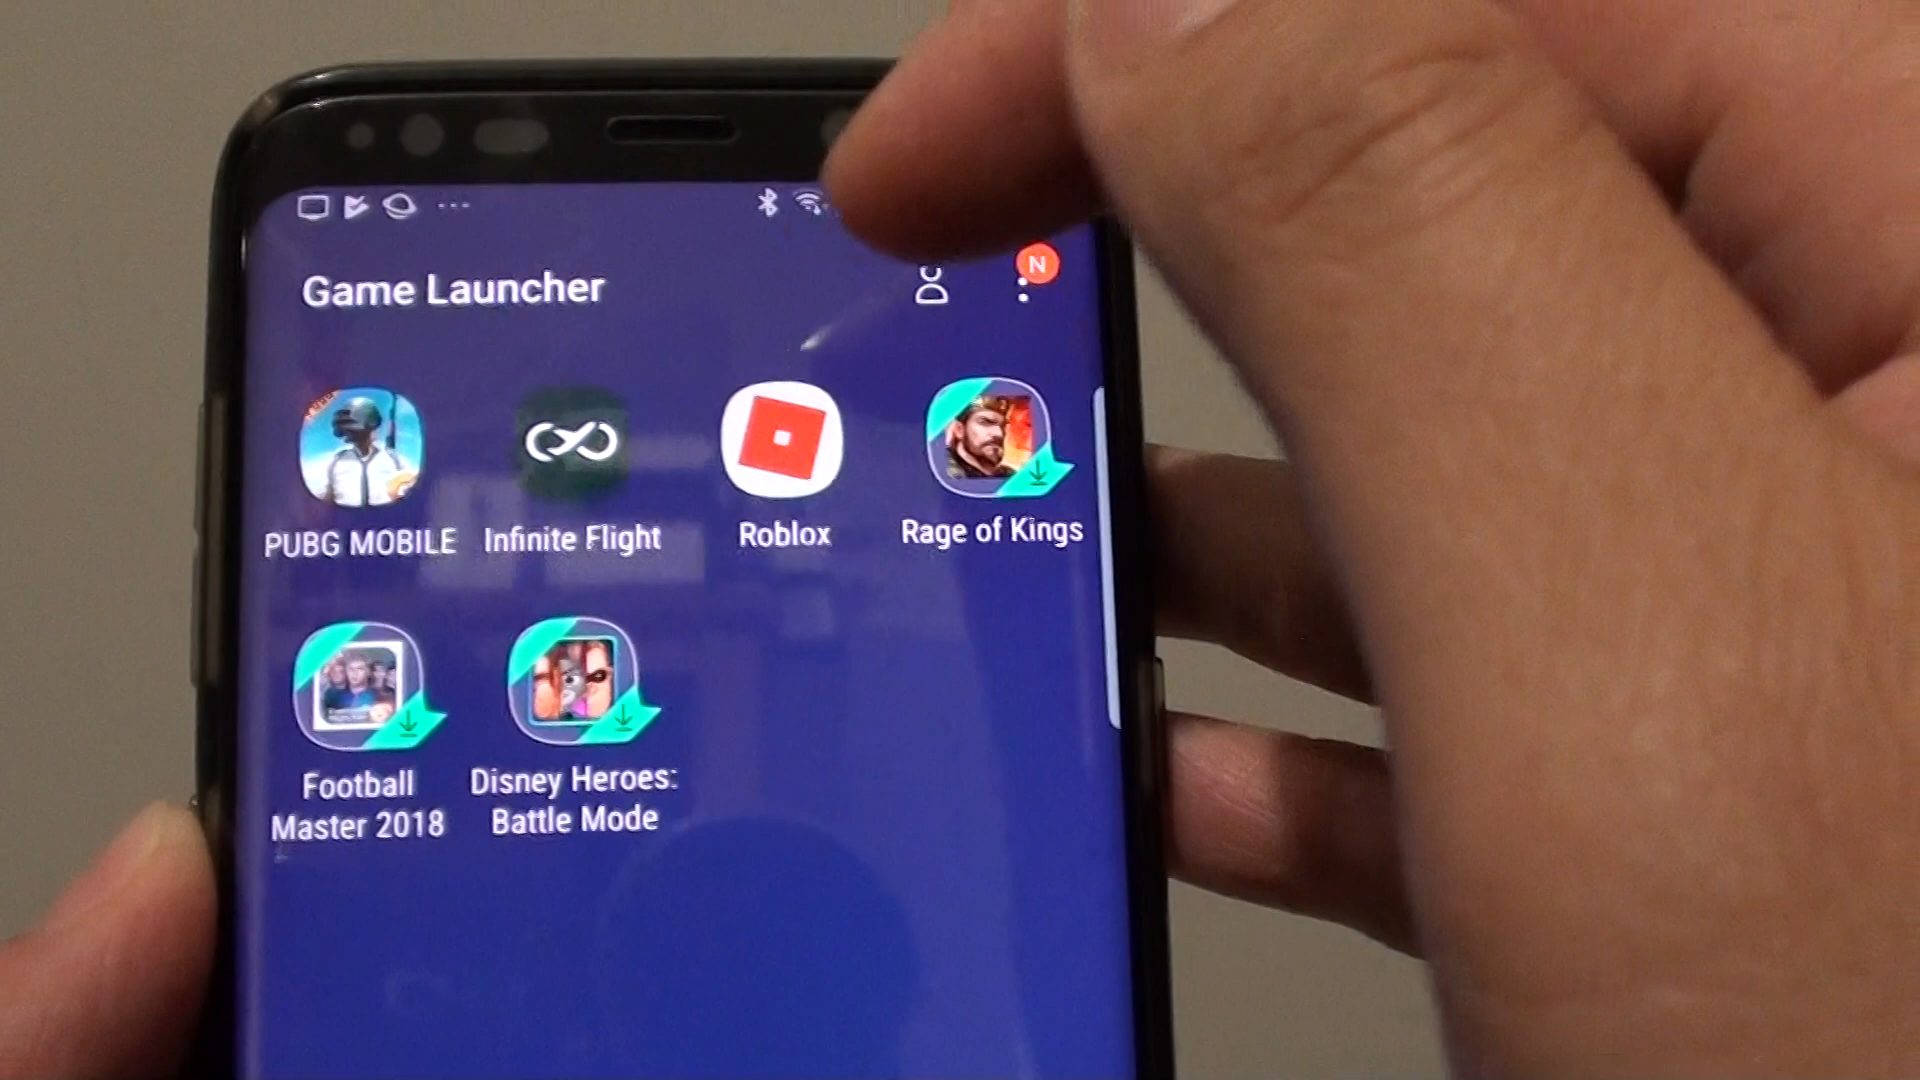 Game Launcher
N
PUBG MOBILE
Infinite Flight
Roblox
Rage of Kings
Football
Master 2018
Disney Heroes:
Battle Mode